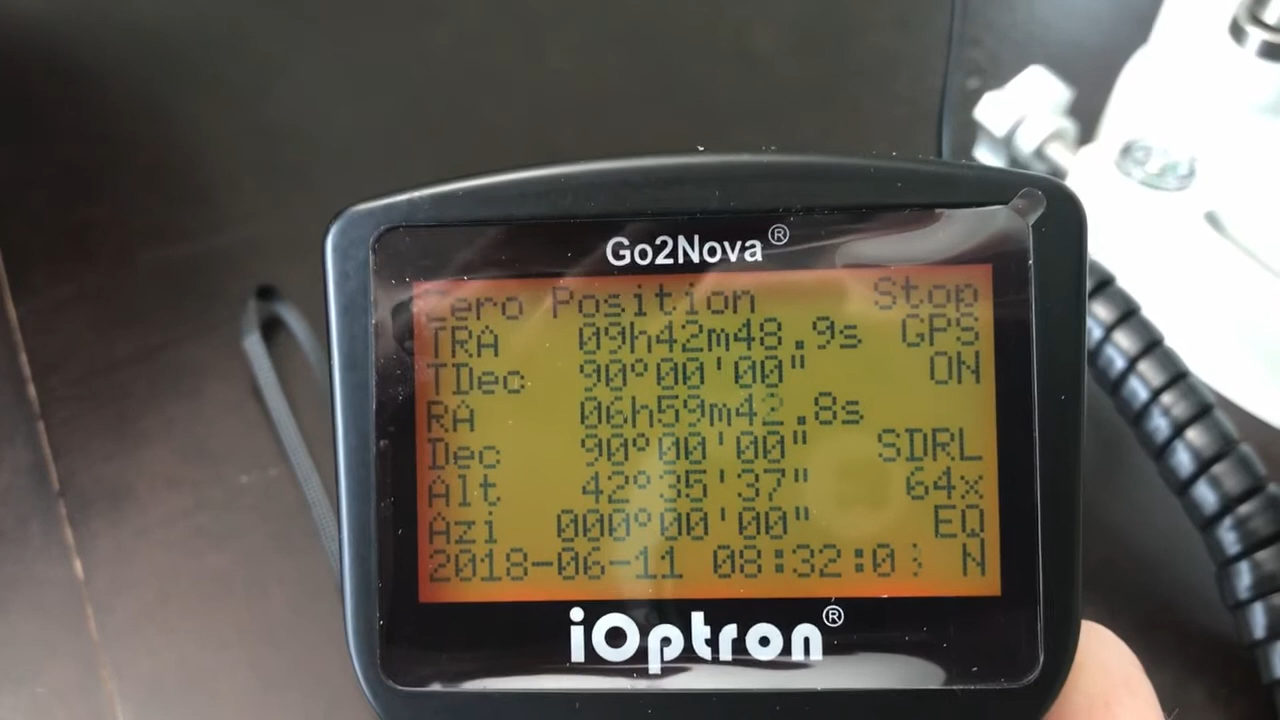 Go2Nova®
Zero Position Stop
TRA 09h42m48.9s GPS
TDec 90°00'00" ON
RA 06h59m42.8s
Dec 90°00'00" SDRL
Alt 42°35'37" 64x
Azi 000°00'00" EQ
2018-06-11 08:32:0 N
iOptron®